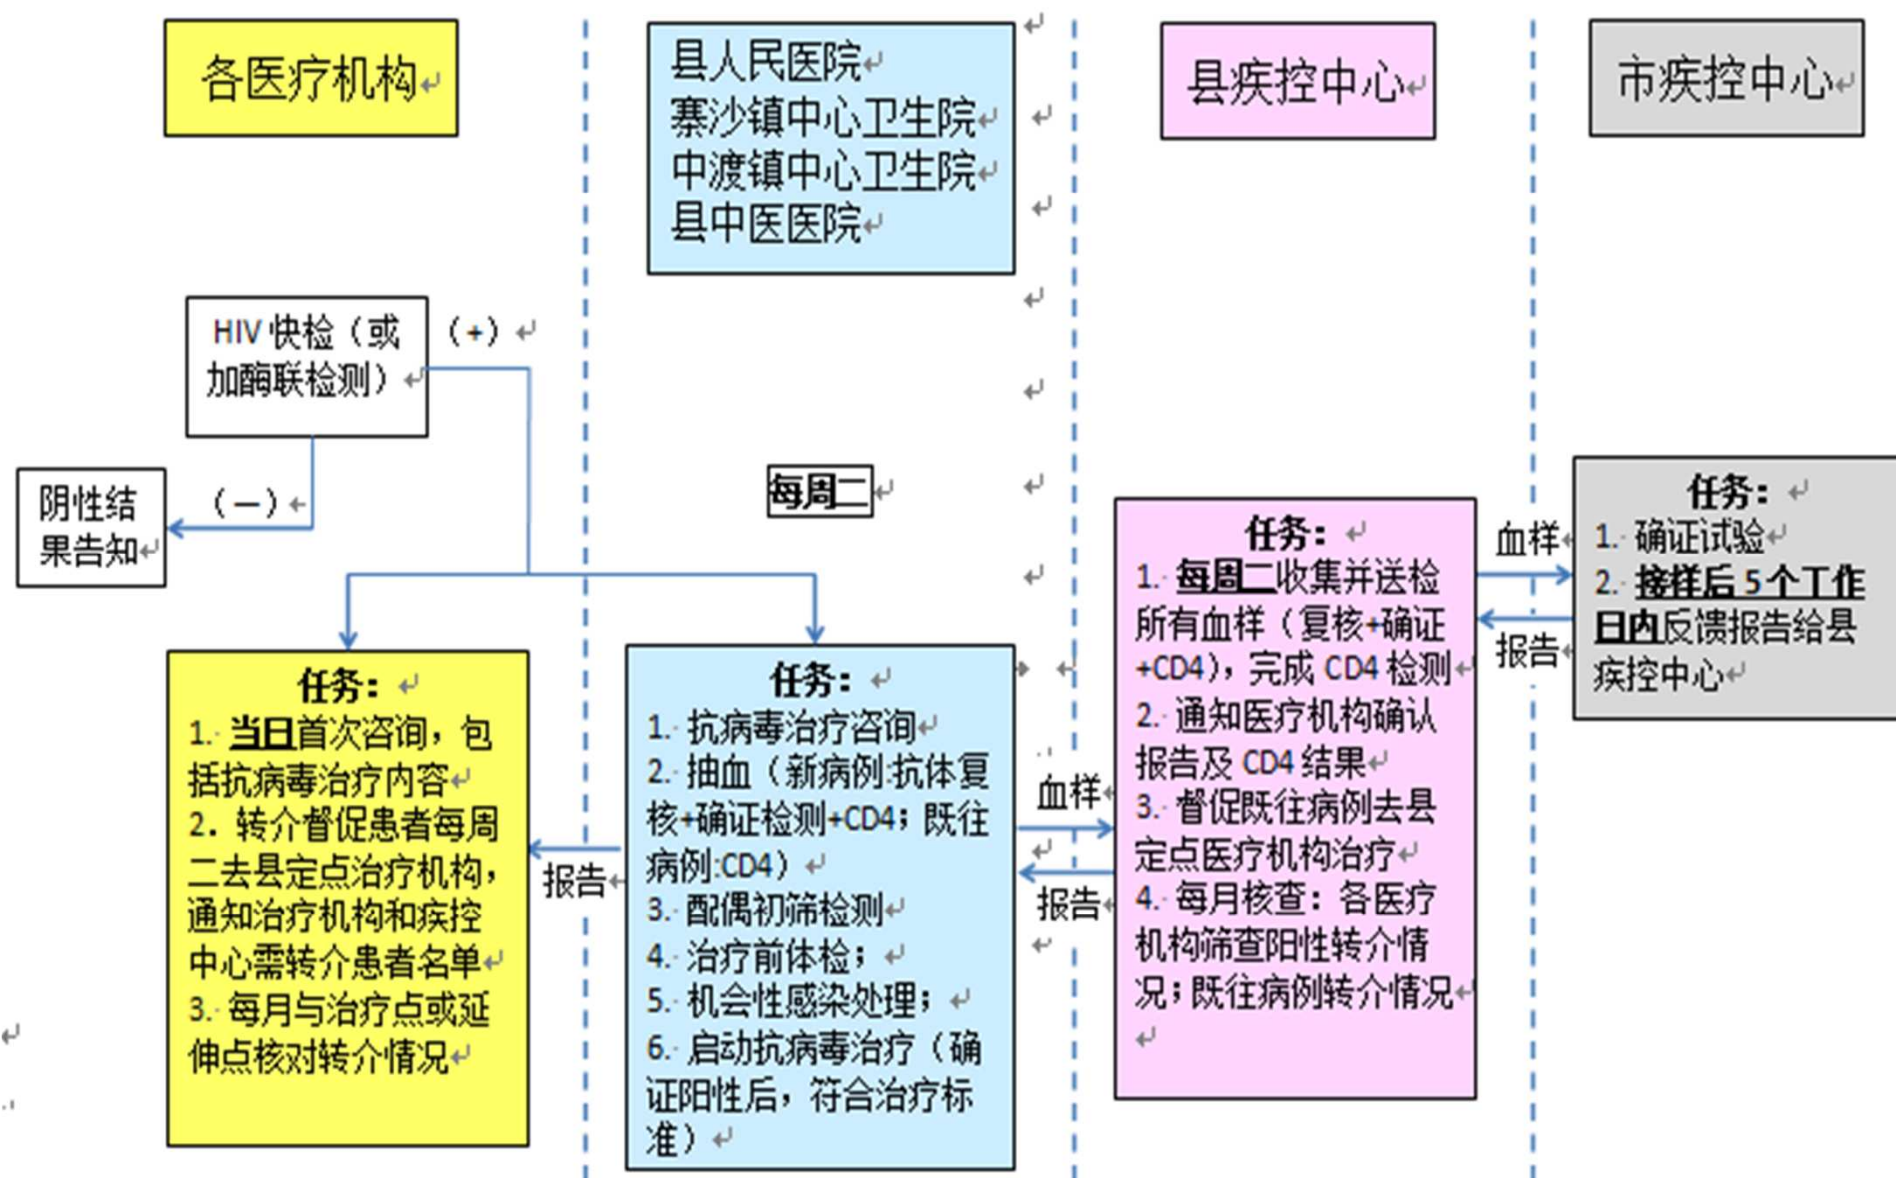 各医疗机构
县人民医院
寨沙镇中心卫生院
中渡镇中心卫生院
县中医医院
县疾控中心
市疾控中心
HIV 快检（或
加酶联检测）
（+）
（—）
阴性结
果告知
每周二
任务：
1. 当日首次咨询，包
括抗病毒治疗内容
2. 转介督促患者每周
二去县定点治疗机构，
通知治疗机构和疾控
中心需转介患者名单
3. 每月与治疗点或延
伸点核对转介情况
报告
任务：
1. 抗病毒治疗咨询
2. 抽血（新病例:抗体复
核+确证检测+CD4；既往
病例:CD4）
3. 配偶初筛检测
4. 治疗前体检；
5. 机会性感染处理；
6. 启动抗病毒治疗（确
证阳性后，符合治疗标
准）
血样
报告
任务：
1. 每周二收集并送检
所有血样（复核+确证
+CD4），完成 CD4 检测
2. 通知医疗机构确认
报告及 CD4 结果
3. 督促既往病例去县
定点医疗机构治疗
4. 每月核查：各医疗
机构筛查阳性转介情
况；既往病例转介情况
血样
报告
任务：
1. 确证试验
2. 接样后 5 个工作
日内反馈报告给县
疾控中心